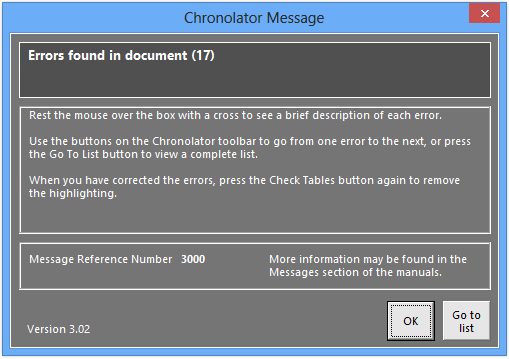 Chronolator Message
Errors found in document (17)
Rest the mouse over the box with a cross to see a brief description of each error.
Use the buttons on the Chronolator toolbar to go from one error to the next, or press
the Go To List button to view a complete list.
When you have corrected the errors, press the Check Tables button again to remove
the highlighting.
Message Reference Number 3000
More information may be found in the
Messages section of the manuals.
Version 3.02
OK
Go to
list